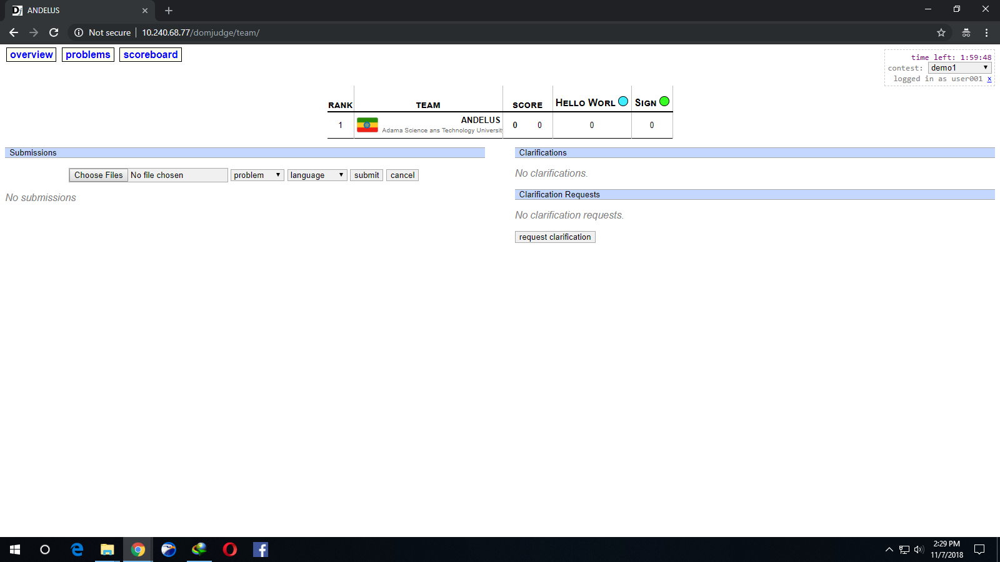 ANDELUS
Not secure 10.240.68.77/domjudge/team/
overview problems scoreboard
time left: 1:59:48
contest: demo1
logged in as user001 x
RANK TEAM SCORE HELLO WORL SIGN
1 ANDELUS 0 0 0 0
Adama Science ans Technology University
Submissions
Choose Files No file chosen problem language submit cancel
No submissions
Clarifications
No clarifications.
Clarification Requests
No clarification requests.
request clarification
2:29 PM
11/7/2018